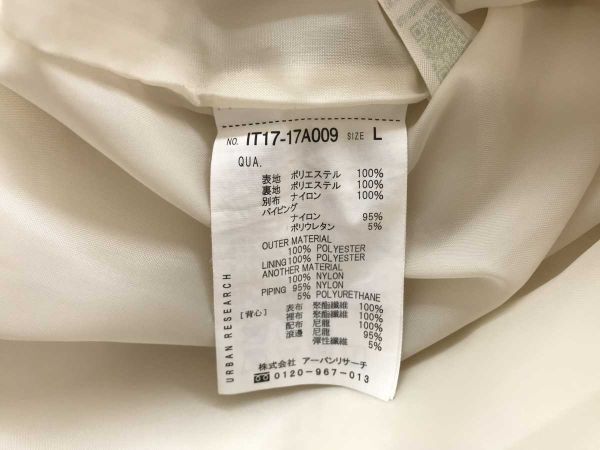 NO. IT17-17A009 SIZE L
QUA.
表地 ポリエステル 100%
裏地 ポリエステル 100%
別布 ナイロン 100%
パイピング
ナイロン 95%
ポリウレタン 5%
OUTER MATERIAL
100% POLYESTER
LINING 100% POLYESTER
ANOTHER MATERIAL
100% NYLON
PIPING 95% NYLON
5% POLYURETHANE
[背心] 表布 聚酯纖維 100%
裡布 聚酯纖維 100%
配布 尼龍 100%
滾邊 尼龍 95%
弾性纖維 5%
URBAN RESEARCH
株式会社 アーバンリサーチ
0120-967-013